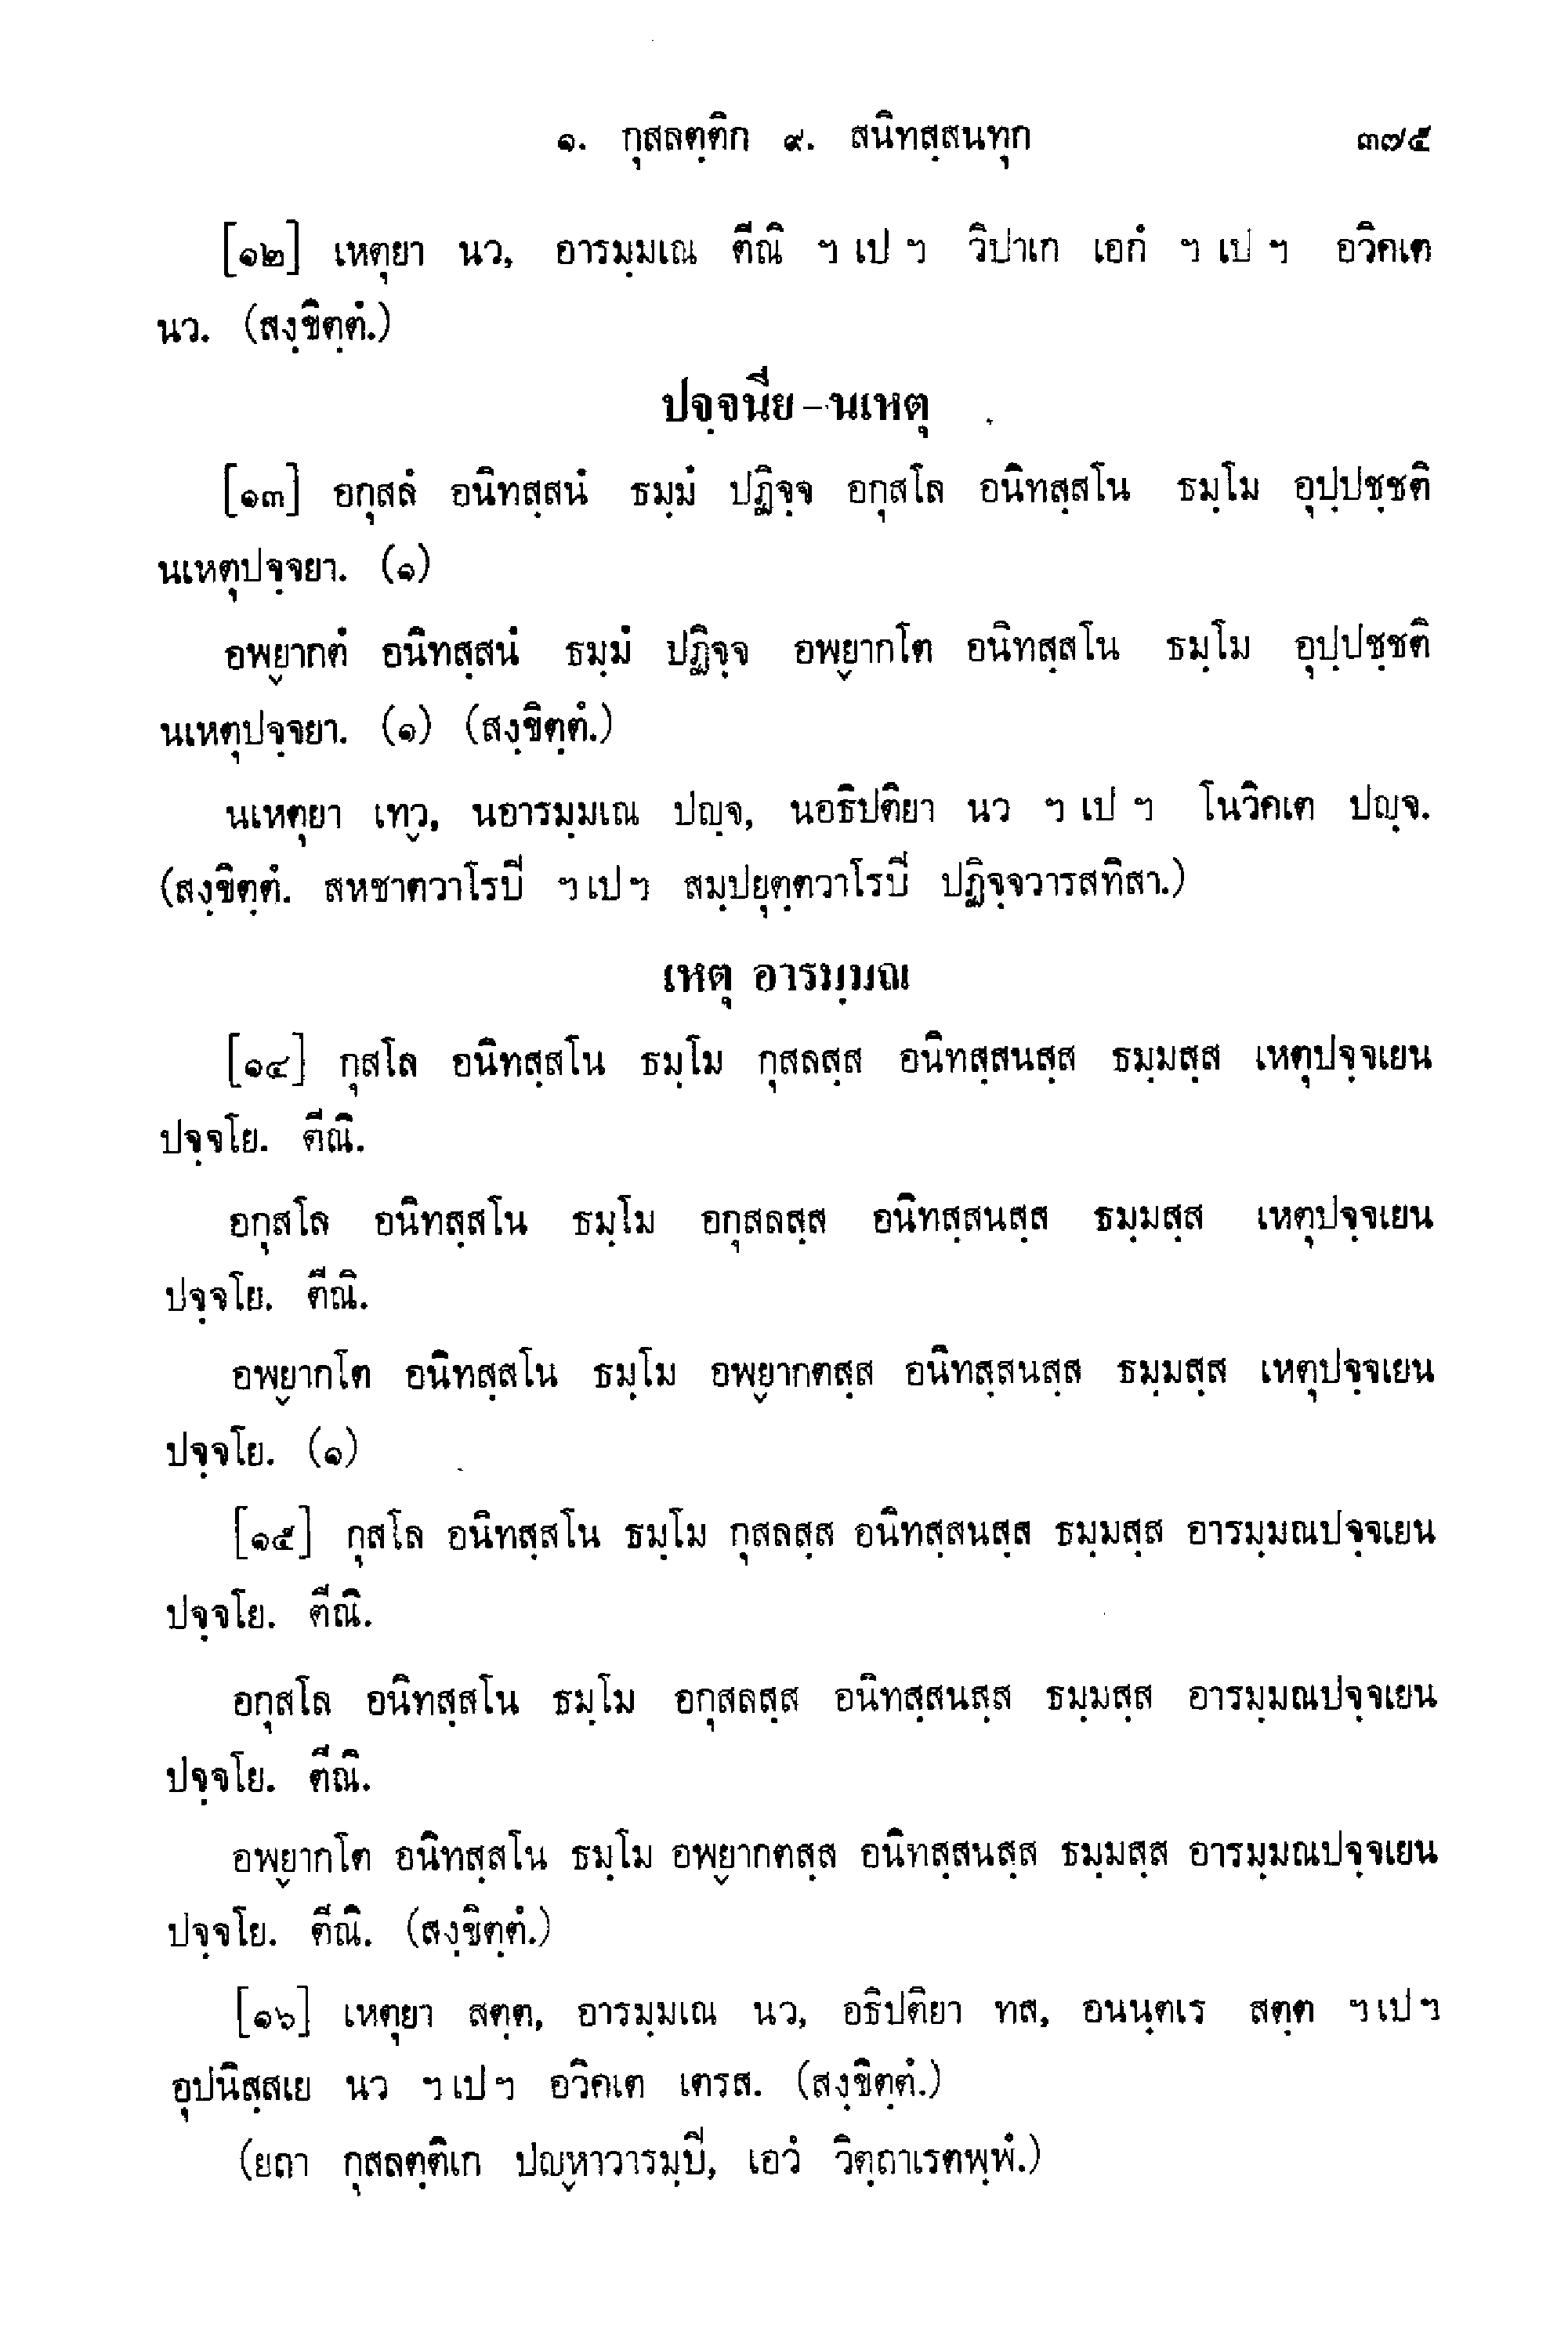 ๑. กุสลตฺติก ๙. สนิทสฺสนทุก ๓๗๕
[๑๒] เหตุยา นว, อารมฺมเณ ตีณิ ฯ เป ฯ วิปาเก เอกํ ฯ เป ฯ อวิคเต
นว. (สงฺขิตฺตํ.)
ปจฺจนีย-นเหตุ
[๑๓] อกุสลํ อนิทสฺสนํ ธมฺมํ ปฏิจฺจ อกุสโล อนิทสฺสโน ธมฺโม อุปฺปชฺชติ
นเหตุปจฺจยา. (๑)
อพฺยากตํ อนิทสฺสนํ ธมฺมํ ปฏิจฺจ อพฺยากโต อนิทสฺสโน ธมฺโม อุปฺปชฺชติ
นเหตุปจฺจยา. (๑) (สงฺขิตฺตํ.)
นเหตุยา เทฺว, นอารมฺมเณ ปญฺจ, นอธิปติยา นว ฯ เป ฯ โนวิคเต ปญฺจ.
(สงฺขิตฺตํ. สหชาตวาโรปิ ฯ เป ฯ สมฺปยุตฺตวาโรปิ ปฏิจฺจวารสทิสา.)
เหตุ อารมฺมณ
[๑๔] กุสโล อนิทสฺสโน ธมฺโม กุสลสฺส อนิทสฺสนสฺส ธมฺมสฺส เหตุปจฺจเยน
ปจฺจโย. ตีณิ.
อกุสโล อนิทสฺสโน ธมฺโม อกุสลสฺส อนิทสฺสนสฺส ธมฺมสฺส เหตุปจฺจเยน
ปจฺจโย. ตีณิ.
อพฺยากโต อนิทสฺสโน ธมฺโม อพฺยากตสฺส อนิทสฺสนสฺส ธมฺมสฺส เหตุปจฺจเยน
ปจฺจโย. (๑)
[๑๕] กุสโล อนิทสฺสโน ธมฺโม กุสลสฺส อนิทสฺสนสฺส ธมฺมสฺส อารมฺมณปจฺจเยน
ปจฺจโย. ตีณิ.
อกุสโล อนิทสฺสโน ธมฺโม อกุสลสฺส อนิทสฺสนสฺส ธมฺมสฺส อารมฺมณปจฺจเยน
ปจฺจโย. ตีณิ.
อพฺยากโต อนิทสฺสโน ธมฺโม อพฺยากตสฺส อนิทสฺสนสฺส ธมฺมสฺส อารมฺมณปจฺจเยน
ปจฺจโย. ตีณิ. (สงฺขิตฺตํ.)
[๑๖] เหตุยา สตฺต, อารมฺมเณ นว, อธิปติยา ทส, อนนฺตเร สตฺต ฯ เป ฯ
อุปนิสฺสเย นว ฯ เป ฯ อวิคเต เตรส. (สงฺขิตฺตํ.)
(ยถา กุสลตฺติเก ปญฺหาวารมฺปิ, เอวํ วิตฺถาเรตพฺพํ.)